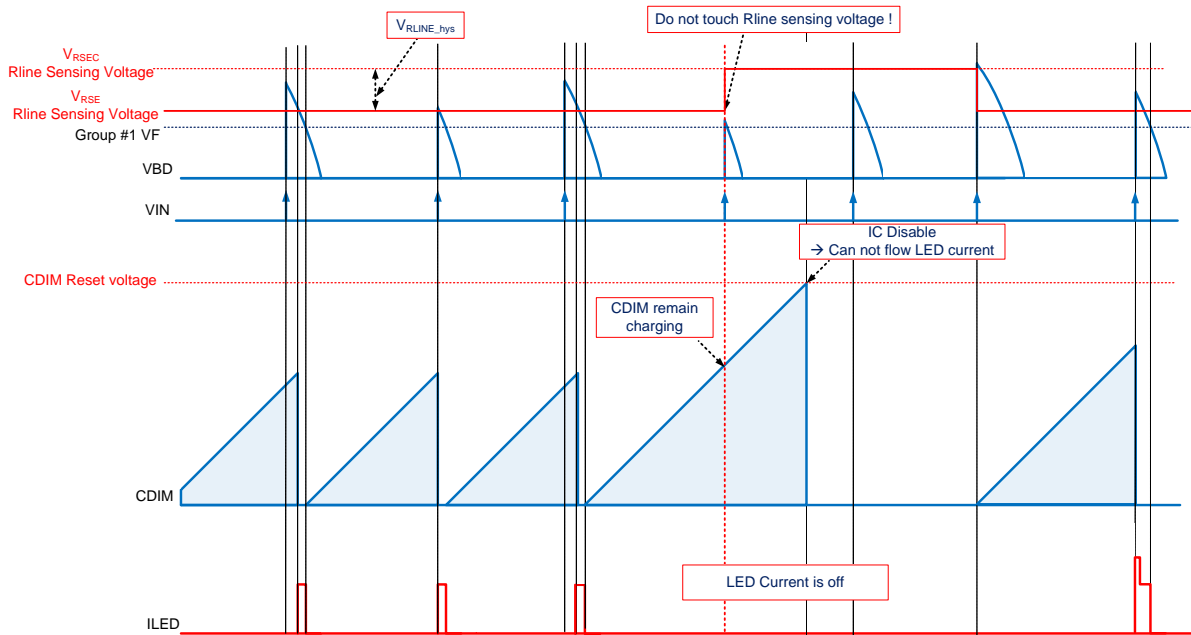 Do not touch Rline sensing voltage !
VRLINE_hys
VRSEC
Rline Sensing Voltage
VRSE
Rline Sensing Voltage
Group #1 VF
VBD
VIN
IC Disable
→ Can not flow LED current
CDIM Reset voltage
CDIM remain
charging
CDIM
LED Current is off
ILED